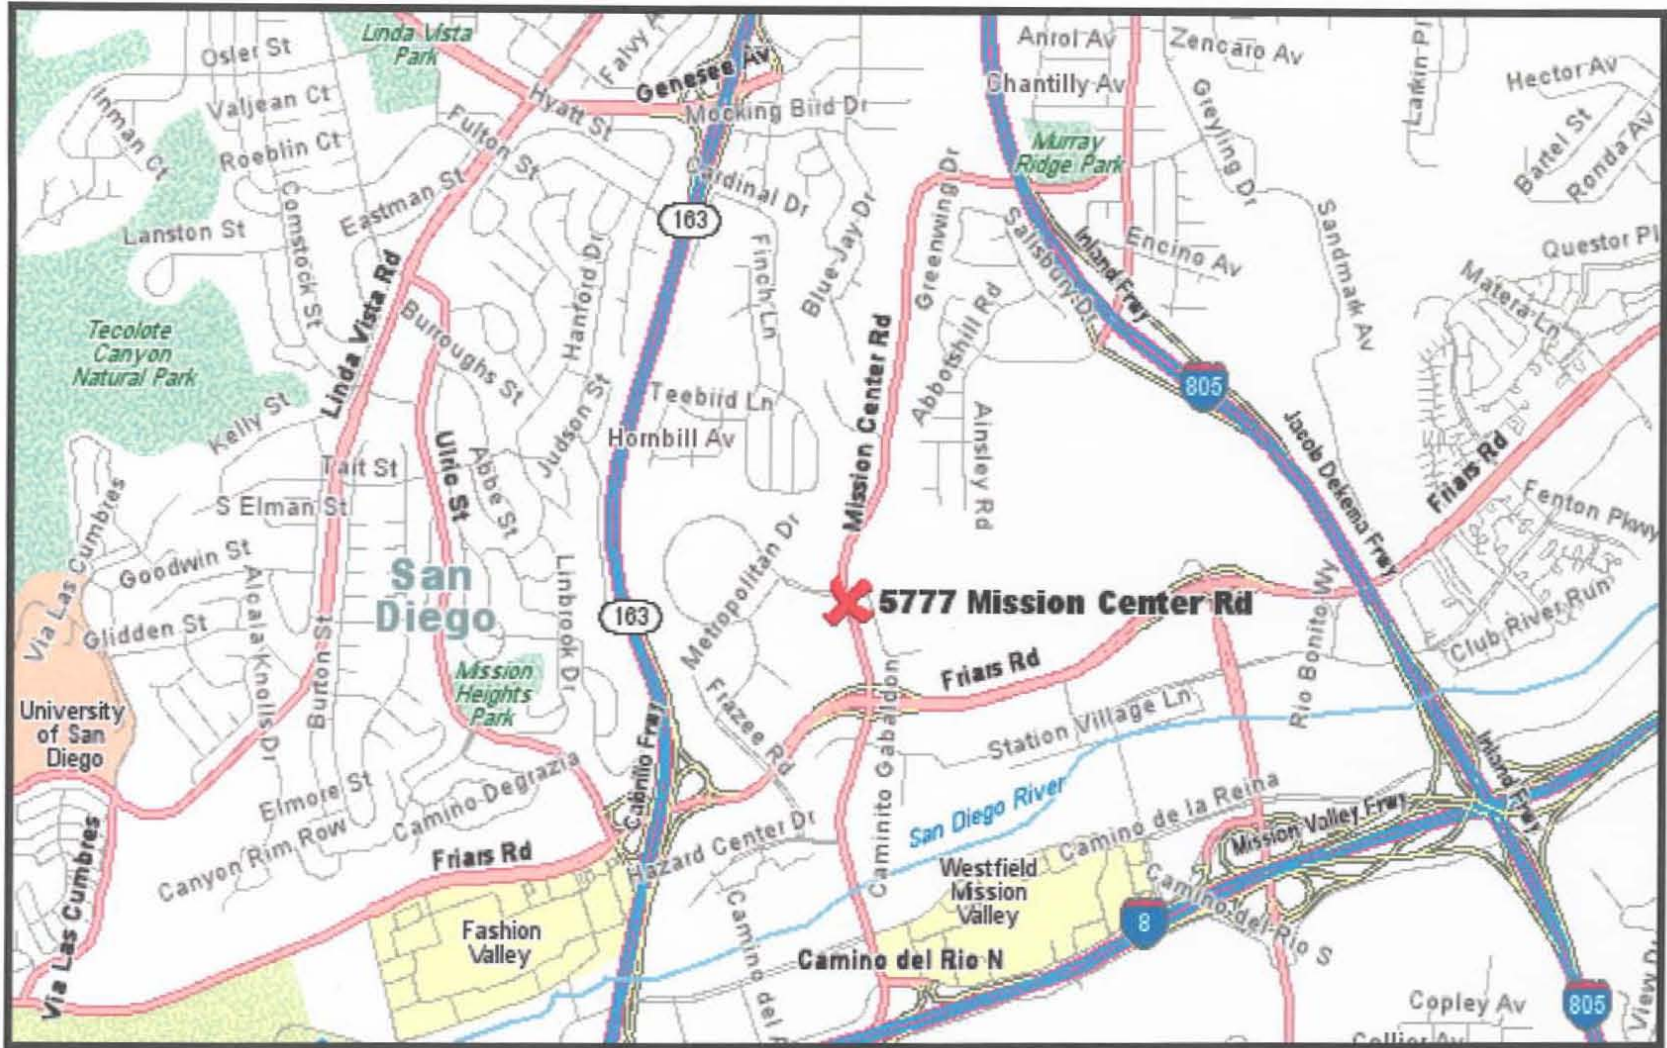 Linda Vista
Park
Osler St
Falvy A
Genesee Av
Anrol Av
Zencaro Av
Larkin Pl
Hector Av
Chantilly Av
Inman Ct
Valjean Ct
Hyatt St
Mocking Bird Dr
Greyling Dr
Bartel St
Ronda Av
Roeblin Ct
Fulton St
Murray
Ridge Park
Cardinal Dr
Comstock St
Eastman St
163
Blue-Jay Dr
Greenwing Dr
Lanston St
Finch Ln
Salisbury Dr
Inland Frwy
Encino Av
Sandmark Av
Questor Pl
Matera Ln
Hanford Dr
Linda Vista Rd
Tecolote
Canyon
Natural Park
Burroughs St
Mission Center Rd
Abbotshill Rd
805
Kelly St
Judson St
Teebird Ln
Hornbill Av
Ainsley Rd
Jacob Dekema Frwy
Friars Rd
Tait St
Ulric St
Abbe St
S Elman St
Fenton Pkwy
Via Las Cumbres
Goodwin St
Metropolitan Dr
San
Diego
Linbrook Dr
163
5777 Mission Center Rd
Rio Bonito Wy
Club River Run
Glidden St
Alcala Knolls Dr
Burton St
Mission
Heights
Park
Friars Rd
University
of San
Diego
Frazee Rd
Caminito Gabaldon
Station Village Ln
Cabrillo Frwy
Inland Frwy
Elmore St
Camino Degrazia
San Diego River
Camino de la Reina
Mission Valley Frwy
Canyon Rim Row
Friars Rd
Hazard Center Dr
Via Las Cumbres
Westfield
Mission
Valley
Camino del Rio S
8
Fashion
Valley
Camino del R
Camino del Rio N
Copley Av
805
View Dr
Collier Av